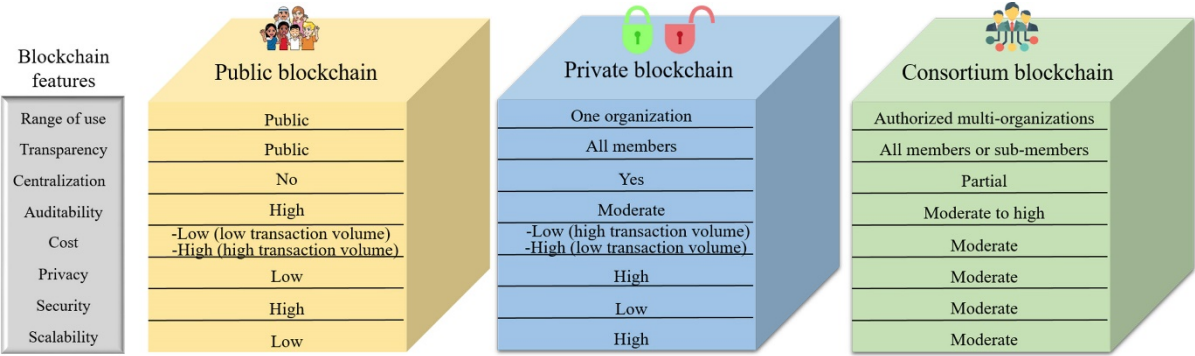 Blockchain
features
Public blockchain
Private blockchain
Consortium blockchain
Range of use
Public
One organization
Authorized multi-organizations
Transparency
Public
All members
All members or sub-members
Centralization
No
Yes
Partial
Auditability
High
Moderate
Moderate to high
Cost
-Low (low transaction volume)
-High (high transaction volume)
-Low (high transaction volume)
-High (low transaction volume)
Moderate
Privacy
Low
High
Moderate
Security
High
Low
Moderate
Scalability
Low
High
Moderate